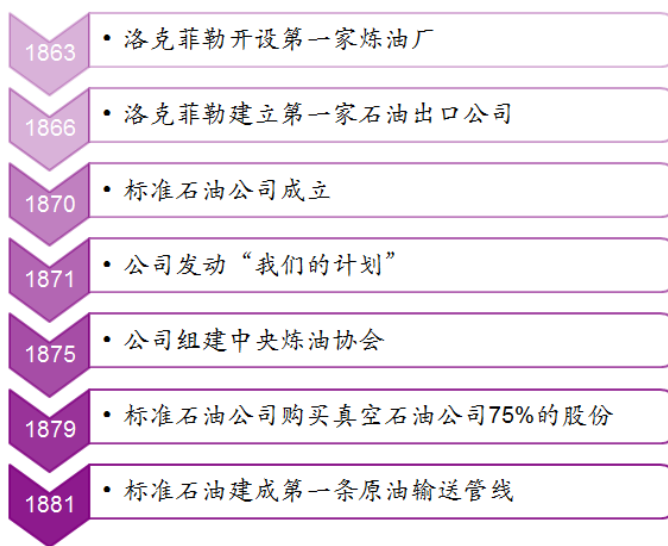 1863
• 洛克菲勒开设第一家炼油厂
1866
• 洛克菲勒建立第一家石油出口公司
1870
• 标准石油公司成立
1871
• 公司发动“我们的计划”
1875
• 公司组建中央炼油协会
1879
• 标准石油公司购买真空石油公司75%的股份
1881
• 标准石油建成第一条原油输送管线